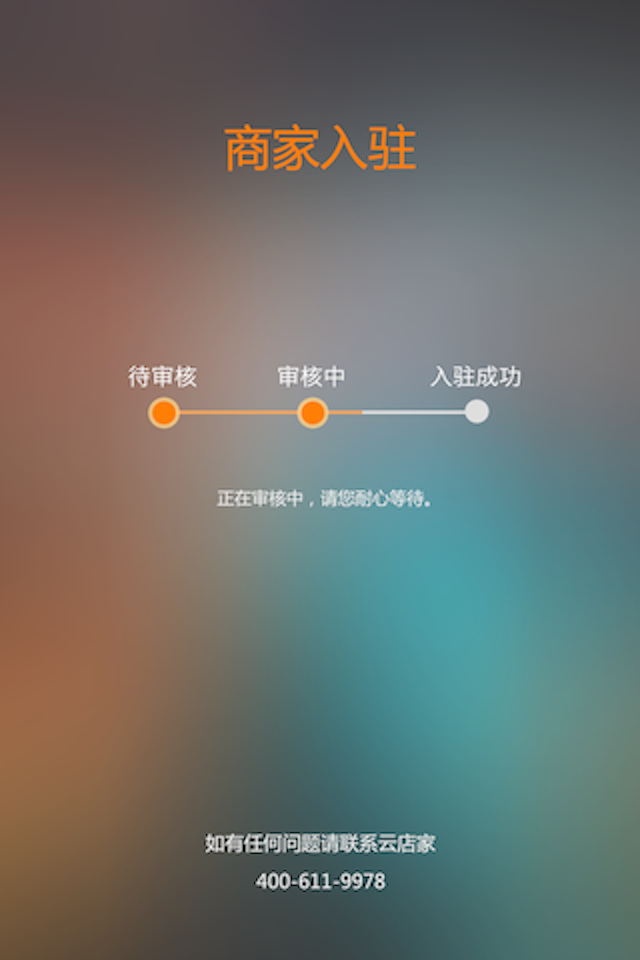 商家入驻
待审核 审核中 入驻成功
正在审核中，请您耐心等待。
如有任何问题请联系云店家
400-611-9978